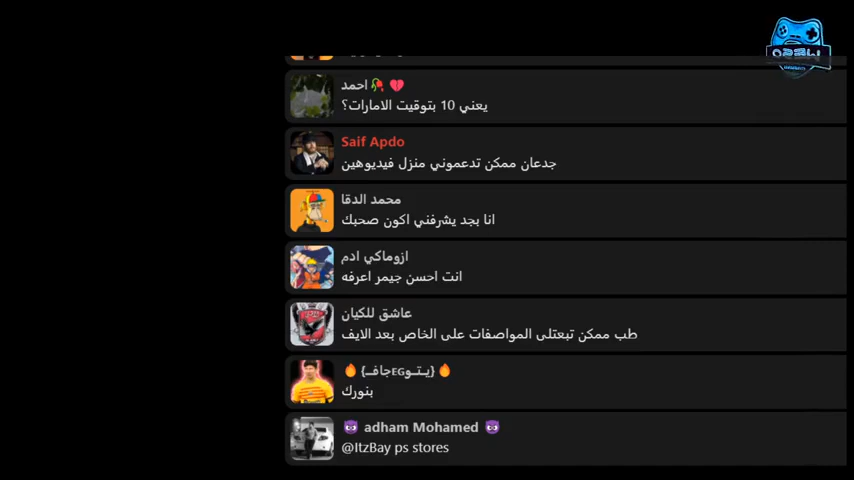 احمد🥀 💔
يعني 10 بتوقيت الامارات؟
Saif Apdo
جدعان ممكن تدعموني منزل فيديوهين
محمد الدقا
انا بجد يشرفني اكون صحبك
ازوماكي ادم
انت احسن جيمر اعرفه
عاشق للكيان
طب ممكن تبعتلى المواصفات على الخاص بعد الايف
🔥{يـتـوᴇɢجافـ}🔥
بنورك
😈 adham Mohamed 😈
@ItzBay ps stores